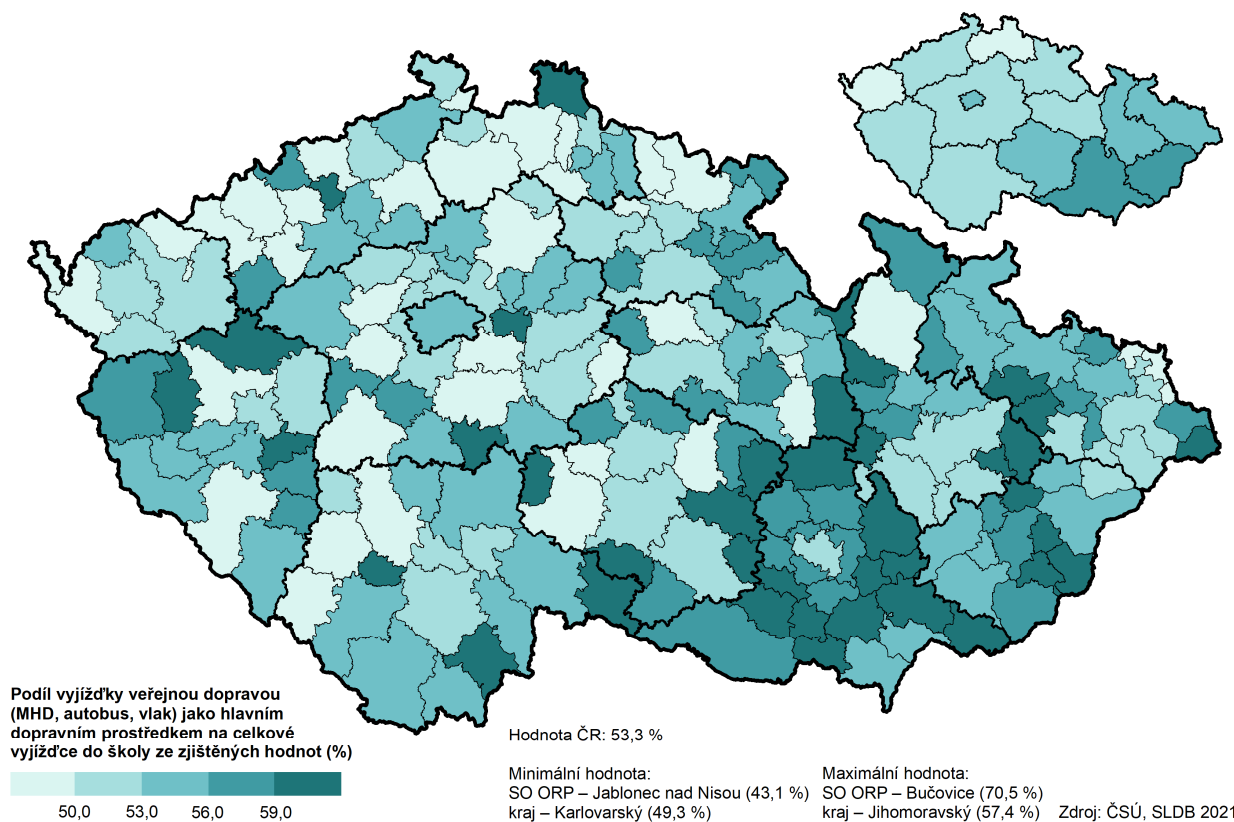 Podíl vyjížďky veřejnou dopravou
(MHD, autobus, vlak) jako hlavním
dopravním prostředkem na celkové
vyjížďce do školy ze zjištěných hodnot (%)
50,0 53,0 56,0 59,0
Hodnota ČR: 53,3 %
Minimální hodnota:
SO ORP – Jablonec nad Nisou (43,1 %)
kraj – Karlovarský (49,3 %)
Maximální hodnota:
SO ORP – Bučovice (70,5 %)
kraj – Jihomoravský (57,4 %)
Zdroj: ČSÚ, SLDB 2021